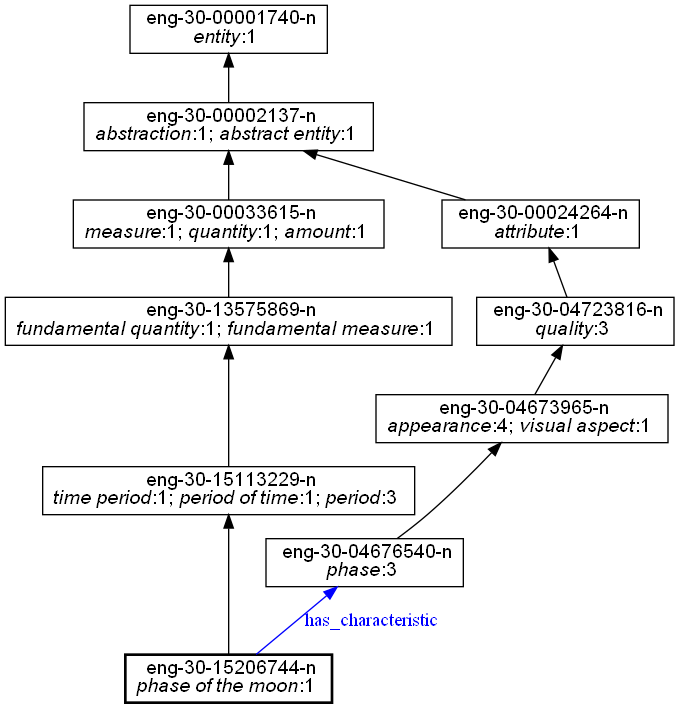 eng-30-00001740-n
entity:1
eng-30-00002137-n
abstraction:1; abstract entity:1
eng-30-00033615-n
measure:1; quantity:1; amount:1
eng-30-00024264-n
attribute:1
eng-30-13575869-n
fundamental quantity:1; fundamental measure:1
eng-30-04723816-n
quality:3
eng-30-04673965-n
appearance:4; visual aspect:1
eng-30-15113229-n
time period:1; period of time:1; period:3
eng-30-04676540-n
phase:3
has_characteristic
eng-30-15206744-n
phase of the moon:1